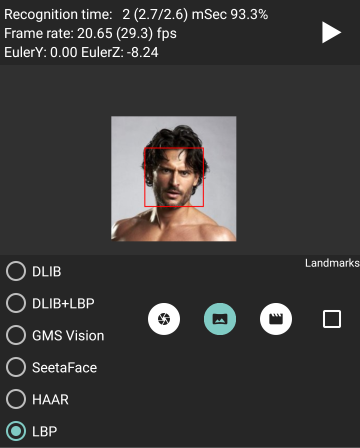 Recognition time:   2 (2.7/2.6) mSec 93.3%
Frame rate: 20.65 (29.3) fps
EulerY: 0.00 EulerZ: -8.24
Landmarks
DLIB
DLIB+LBP
GMS Vision
SeetaFace
HAAR
LBP